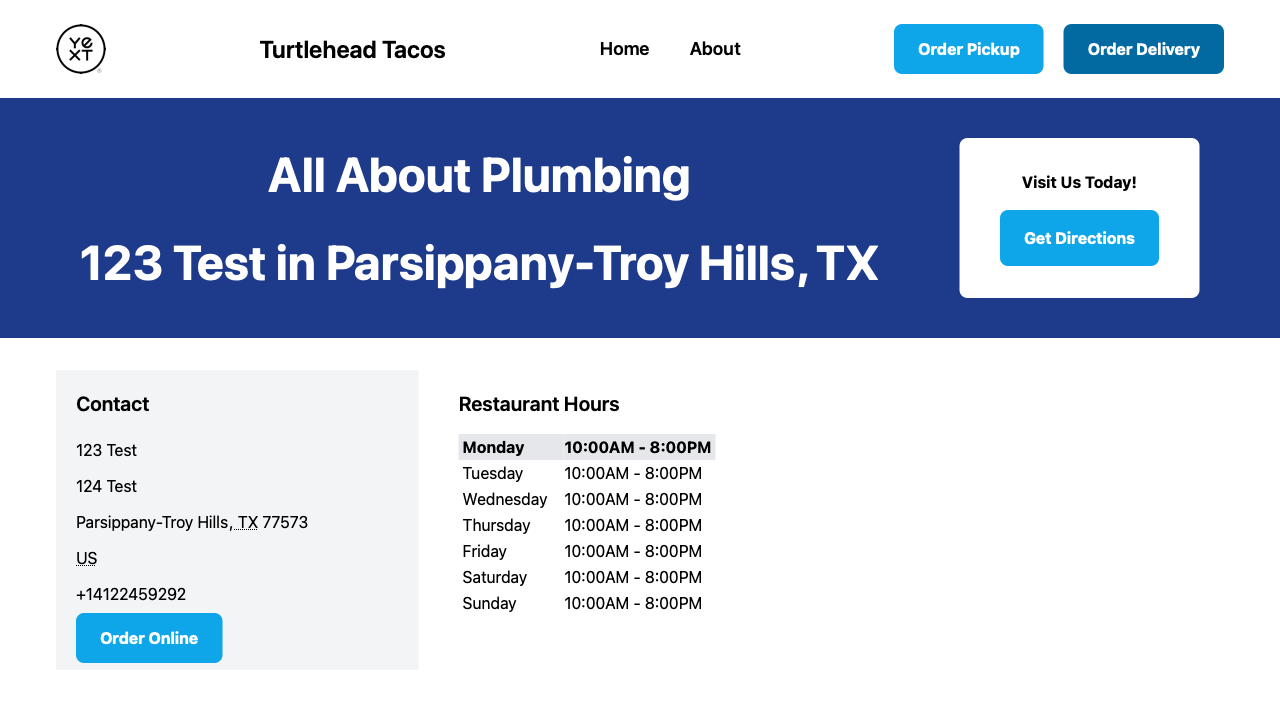 YEXT
Turtlehead Tacos
Home
About
Order Pickup
Order Delivery
All About Plumbing
123 Test in Parsippany-Troy Hills, TX
Visit Us Today!
Get Directions
Contact
123 Test
124 Test
Parsippany-Troy Hills, TX 77573
US
+14122459292
Order Online
Restaurant Hours
Monday 10:00AM - 8:00PM
Tuesday 10:00AM - 8:00PM
Wednesday 10:00AM - 8:00PM
Thursday 10:00AM - 8:00PM
Friday 10:00AM - 8:00PM
Saturday 10:00AM - 8:00PM
Sunday 10:00AM - 8:00PM